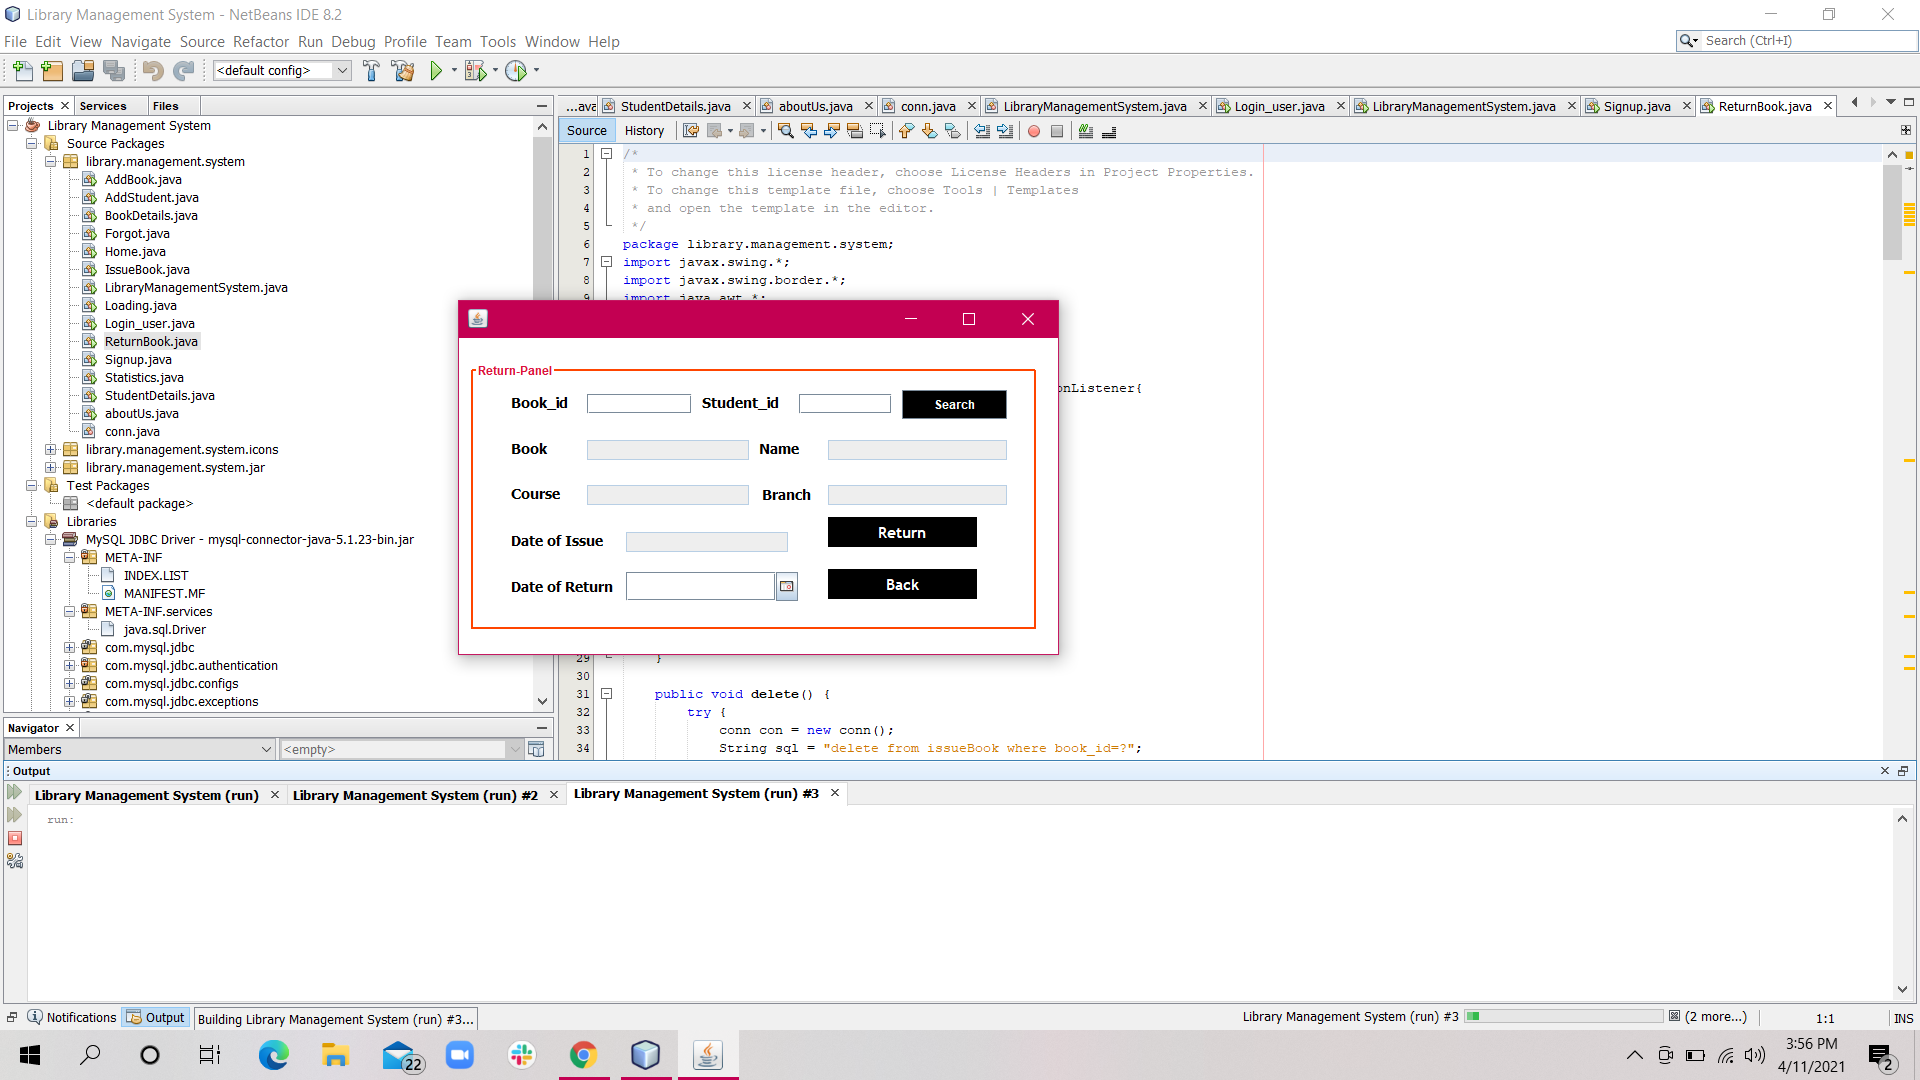 Library Management System - NetBeans IDE 8.2
File Edit View Navigate Source Refactor Run Debug Profile Team Tools Window Help
Search (Ctrl+I)
<default config>
Projects Services Files
Library Management System
Source Packages
library.management.system
AddBook.java
AddStudent.java
BookDetails.java
Forgot.java
Home.java
IssueBook.java
LibraryManagementSystem.java
Loading.java
Login_user.java
ReturnBook.java
Signup.java
Statistics.java
StudentDetails.java
aboutUs.java
conn.java
library.management.system.icons
library.management.system.jar
Test Packages
<default package>
Libraries
MySQL JDBC Driver - mysql-connector-java-5.1.23-bin.jar
META-INF
INDEX.LIST
MANIFEST.MF
META-INF.services
java.sql.Driver
com.mysql.jdbc
com.mysql.jdbc.authentication
com.mysql.jdbc.configs
com.mysql.jdbc.exceptions
Navigator
Members <empty>
...ava StudentDetails.java aboutUs.java conn.java LibraryManagementSystem.java Login_user.java LibraryManagementSystem.java Signup.java ReturnBook.java
Source History
1 /*
2 * To change this license header, choose License Headers in Project Properties.
3 * To change this template file, choose Tools | Templates
4 * and open the template in the editor.
5 */
6 package library.management.system;
7 import javax.swing.*;
8 import javax.swing.border.*;
9 import java.awt.*;
onListener{
29 }
30
31 public void delete() {
32 try {
33 conn con = new conn();
34 String sql = "delete from issueBook where book_id=?";
Return-Panel
Book_id Student_id Search
Book Name
Course Branch
Date of Issue Return
Date of Return Back
Output
Library Management System (run) Library Management System (run) #2 Library Management System (run) #3
run:
Notifications Output Building Library Management System (run) #3...
Library Management System (run) #3 (2 more...) 1:1 INS
22
3:56 PM
4/11/2021
2